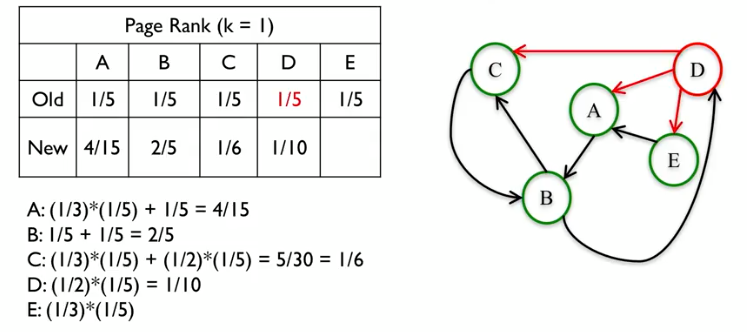 Page Rank (k = 1)
A B C D E
Old 1/5 1/5 1/5 1/5 1/5
New 4/15 2/5 1/6 1/10
A: (1/3)*(1/5) + 1/5 = 4/15
B: 1/5 + 1/5 = 2/5
C: (1/3)*(1/5) + (1/2)*(1/5) = 5/30 = 1/6
D: (1/2)*(1/5) = 1/10
E: (1/3)*(1/5)
C
D
A
E
B